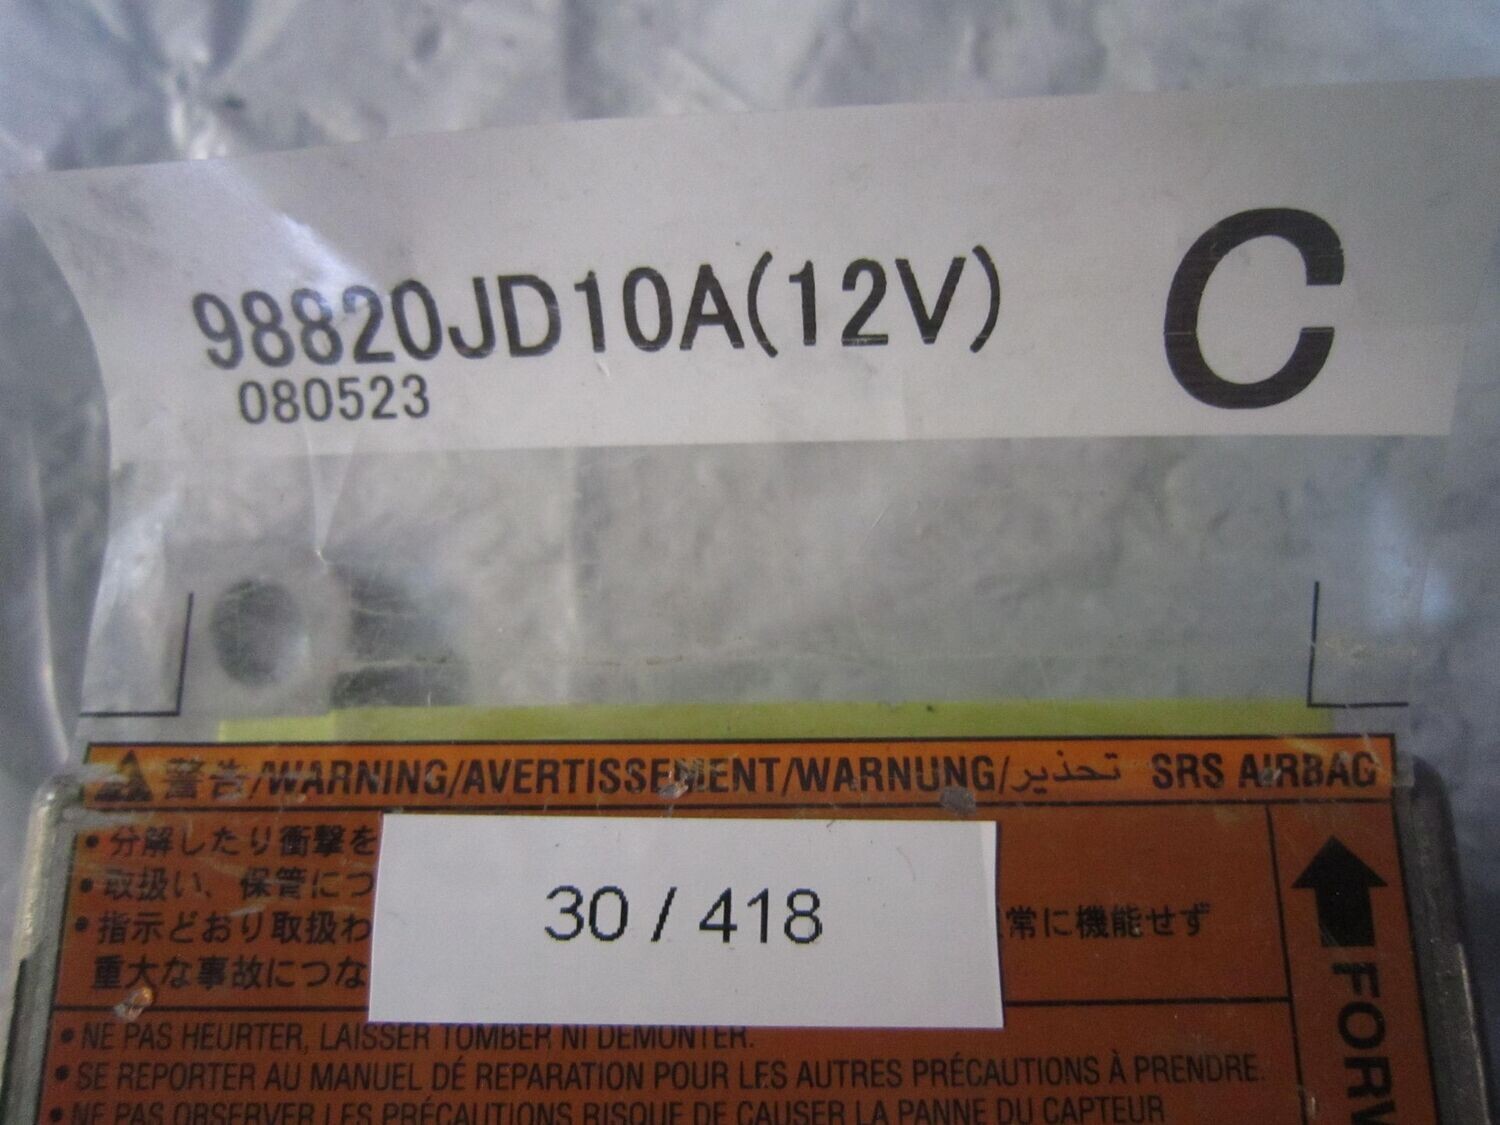 98820JD10A(12V) C
080523
警告/WARNING/AVERTISSEMENT/WARNUNG/تحذير SRS AIRBAG
・分解したり衝撃を
・取扱い、保管につ
30 / 418
・指示どおり取扱わ 常に機能せず
重大な事故につな
FORW
• NE PAS HEURTER, LAISSER TOMBER NI DEMONTER.
• SE REPORTER AU MANUEL DÉ REPARATION POUR LES AUTRES PRÉCAUTIONS À PRENDRE.
• NE PAS OBSERVER LES PRÉCAUTIONS RISQUE DE CAUSER LA PANNE DU CAPTEUR